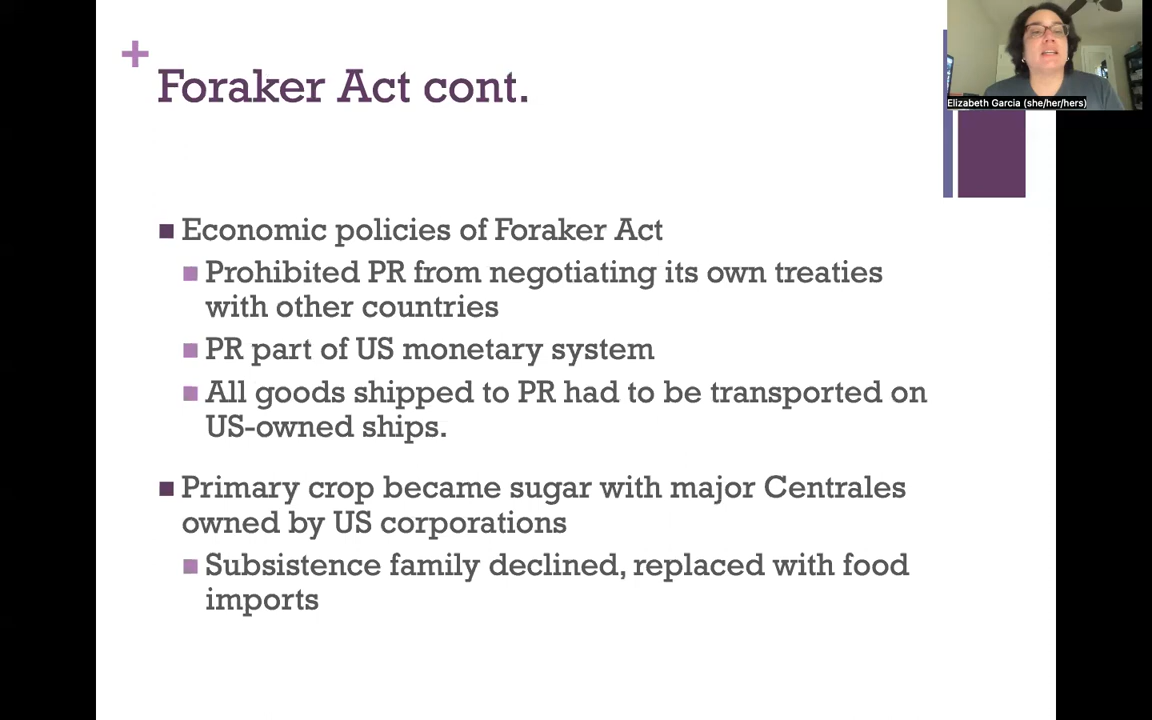 +
Foraker Act cont.
Elizabeth Garcia (she/her/hers)
Economic policies of Foraker Act
Prohibited PR from negotiating its own treaties
with other countries
PR part of US monetary system
All goods shipped to PR had to be transported on
US-owned ships.
Primary crop became sugar with major Centrales
owned by US corporations
Subsistence family declined, replaced with food
imports